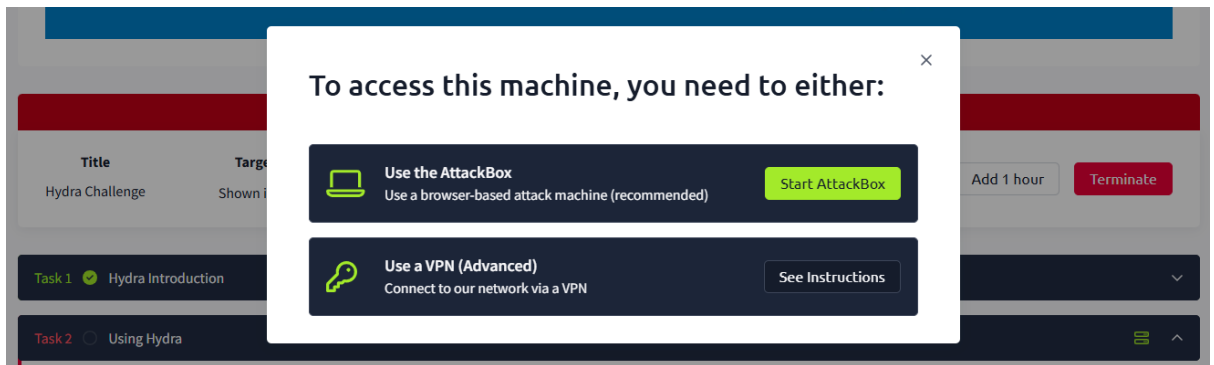 To access this machine, you need to either:
Use the AttackBox
Use a browser-based attack machine (recommended)
Start AttackBox
Use a VPN (Advanced)
Connect to our network via a VPN
See Instructions
Title
Hydra Challenge
Shown
Add 1 hour
Terminate
Task 1 Hydra Introduction
Task 2 Using Hydra